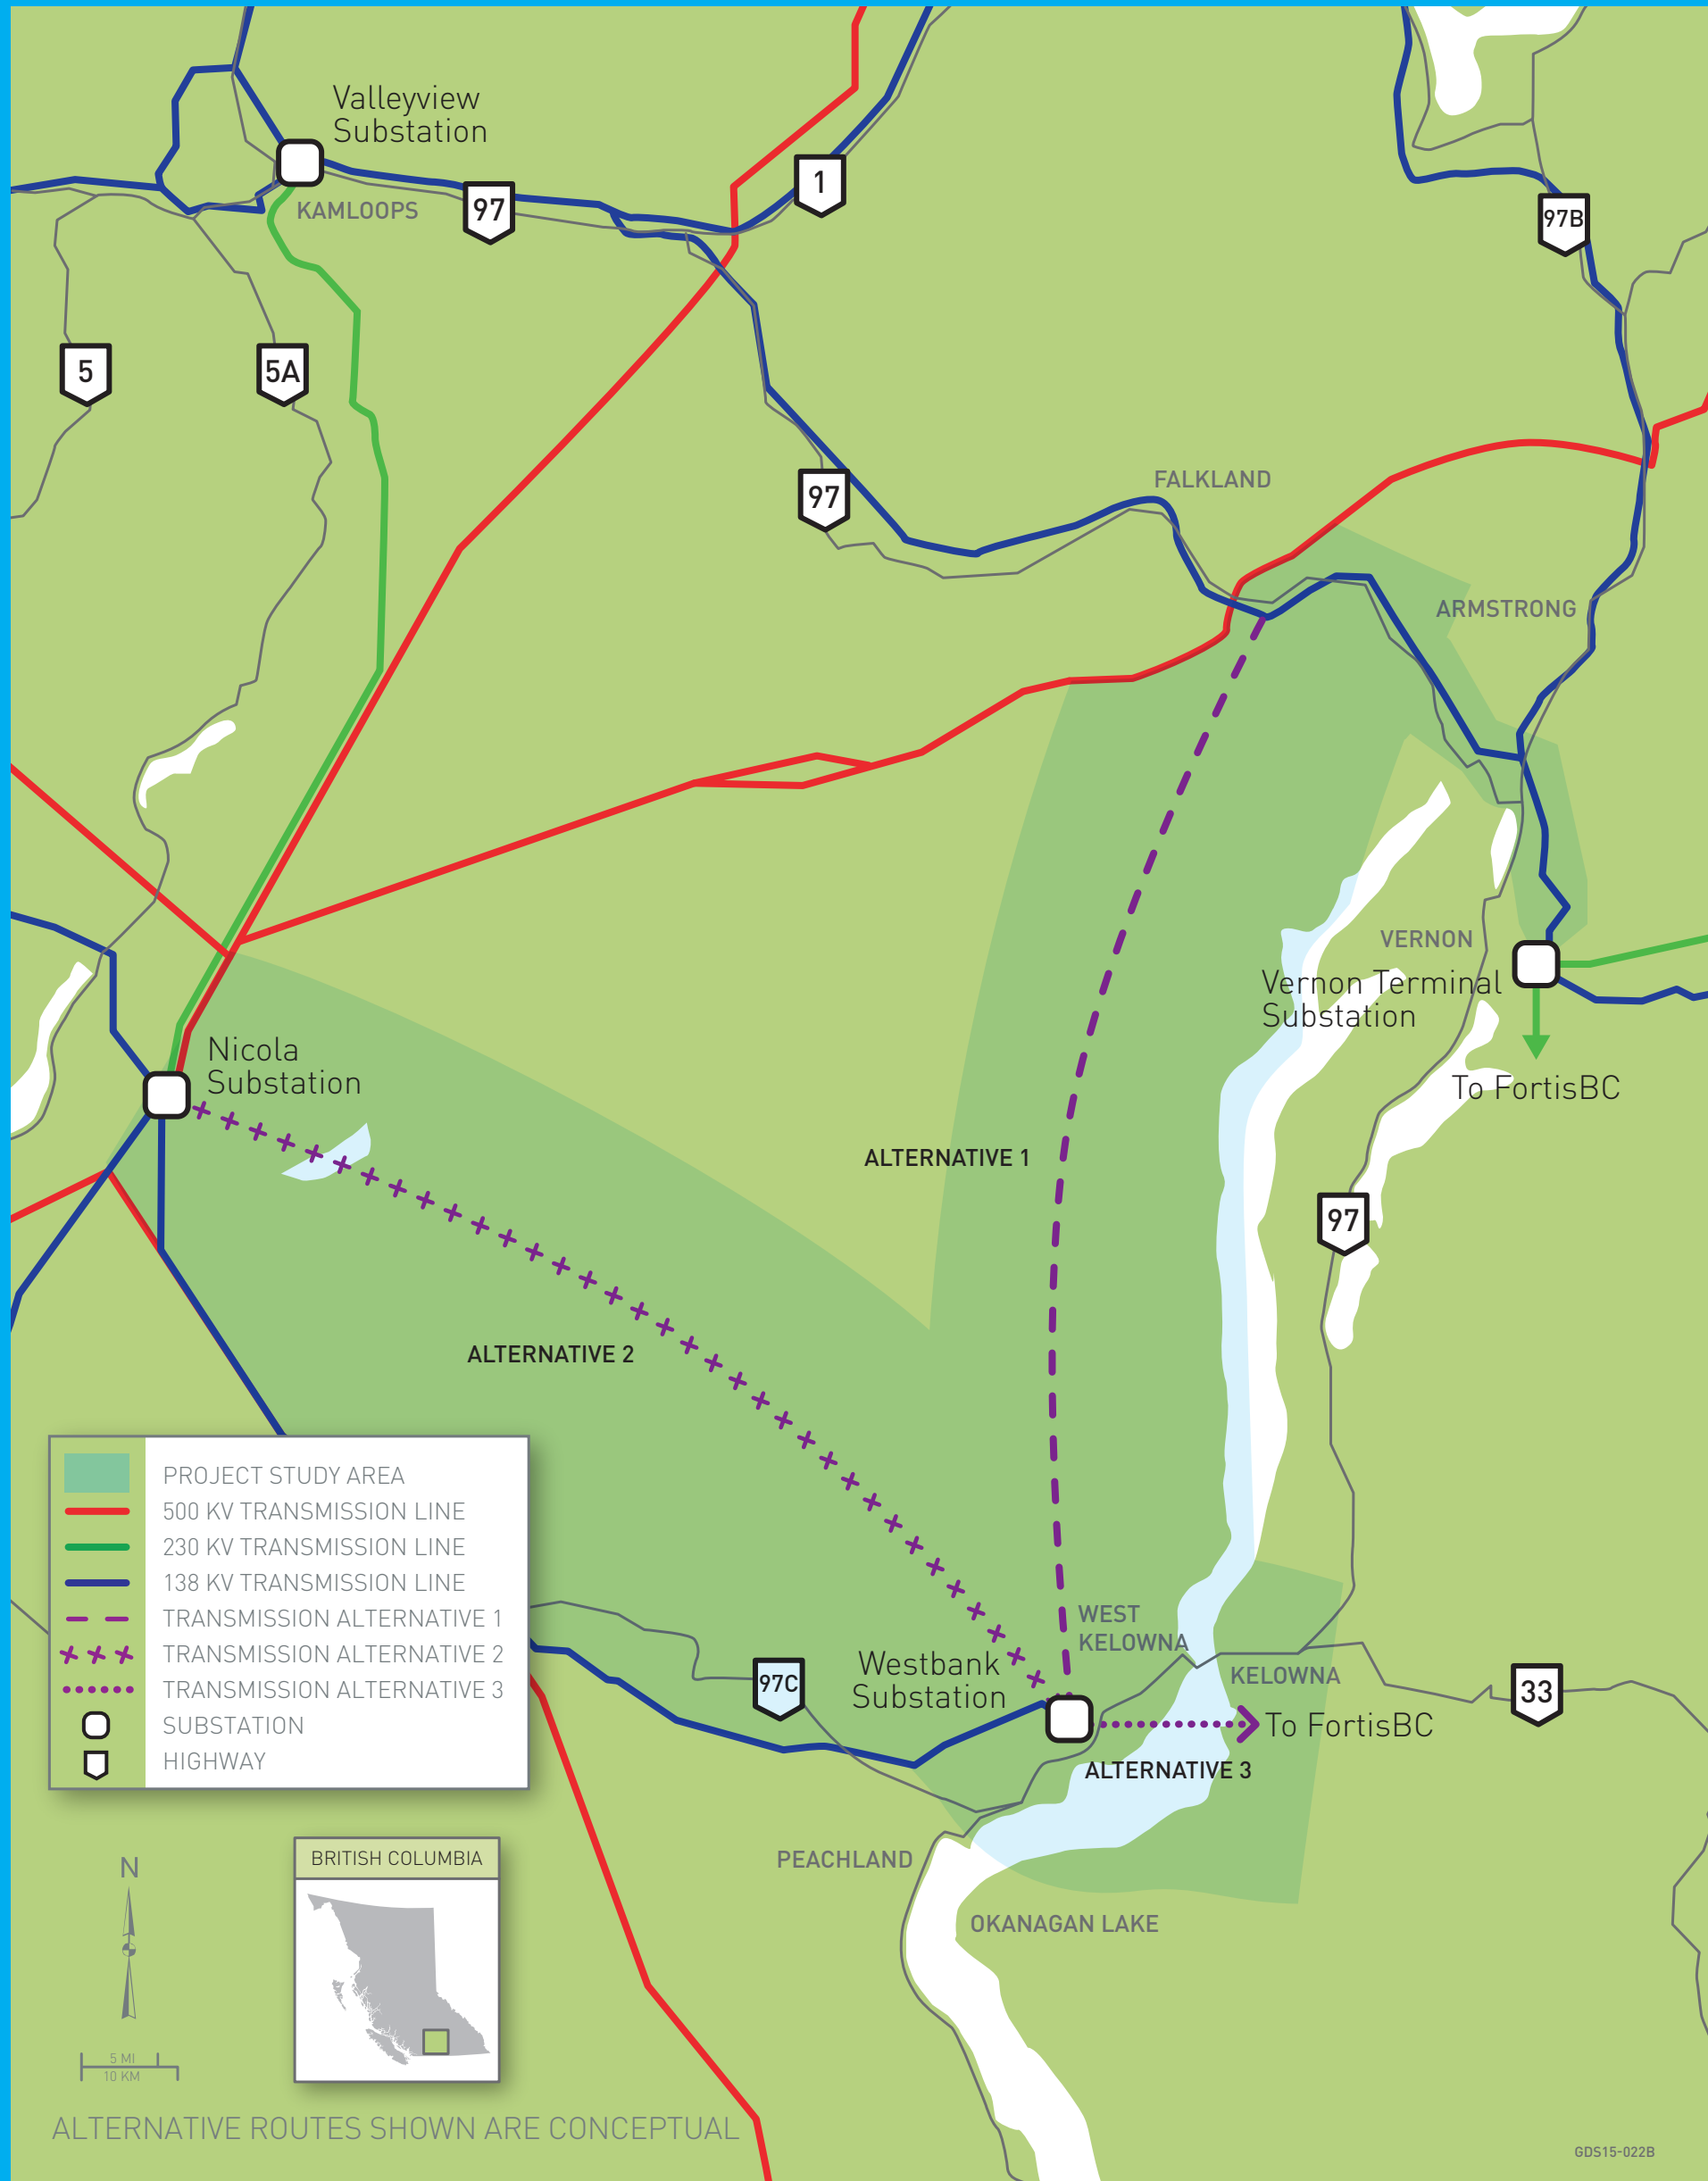 Valleyview
Substation
KAMLOOPS
97
1
97B
5
5A
97
FALKLAND
ARMSTRONG
VERNON
Vernon Terminal
Substation
To FortisBC
Nicola
Substation
ALTERNATIVE 1
97
ALTERNATIVE 2
PROJECT STUDY AREA
500 KV TRANSMISSION LINE
230 KV TRANSMISSION LINE
138 KV TRANSMISSION LINE
TRANSMISSION ALTERNATIVE 1
TRANSMISSION ALTERNATIVE 2
TRANSMISSION ALTERNATIVE 3
SUBSTATION
HIGHWAY
WEST
KELOWNA
Westbank
Substation
97C
KELOWNA
33
To FortisBC
ALTERNATIVE 3
PEACHLAND
OKANAGAN LAKE
N
BRITISH COLUMBIA
5 MI
10 KM
ALTERNATIVE ROUTES SHOWN ARE CONCEPTUAL
GDS15-022B